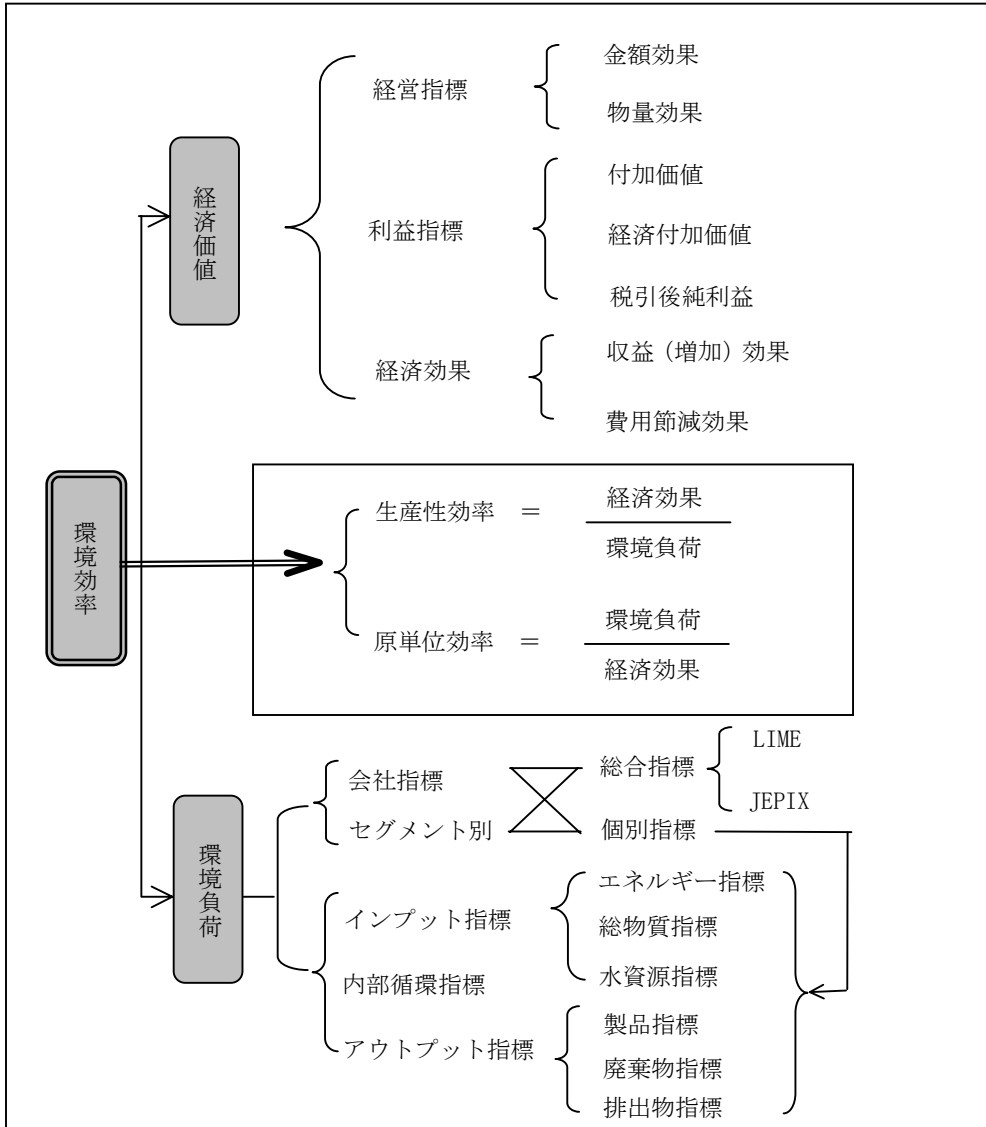 経営指標
金額効果
物量効果
経済価値
利益指標
付加価値
経済付加価値
税引後純利益
経済効果
収益（増加）効果
費用節減効果
環境効率
生産性効率 ＝ 経済効果
環境負荷
原単位効率 ＝ 環境負荷
経済効果
環境負荷
会社指標
セグメント別
総合指標
LIME
JEPIX
個別指標
インプット指標
エネルギー指標
総物質指標
水資源指標
内部循環指標
アウトプット指標
製品指標
廃棄物指標
排出物指標